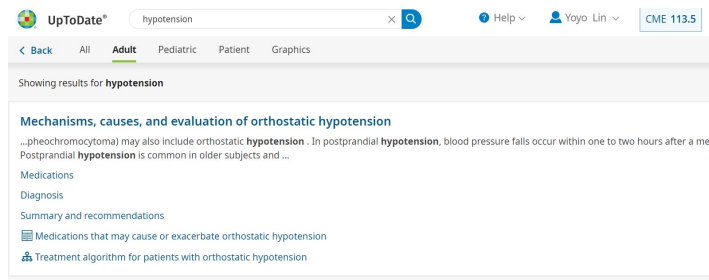 UpToDate®
hypotension
Help
Yoyo Lin
CME 113.5
Back
All
Adult
Pediatric
Patient
Graphics
Showing results for hypotension
Mechanisms, causes, and evaluation of orthostatic hypotension
...pheochromocytoma) may also include orthostatic hypotension . In postprandial hypotension, blood pressure falls occur within one to two hours after a me
Postprandial hypotension is common in older subjects and ...
Medications
Diagnosis
Summary and recommendations
Medications that may cause or exacerbate orthostatic hypotension
Treatment algorithm for patients with orthostatic hypotension